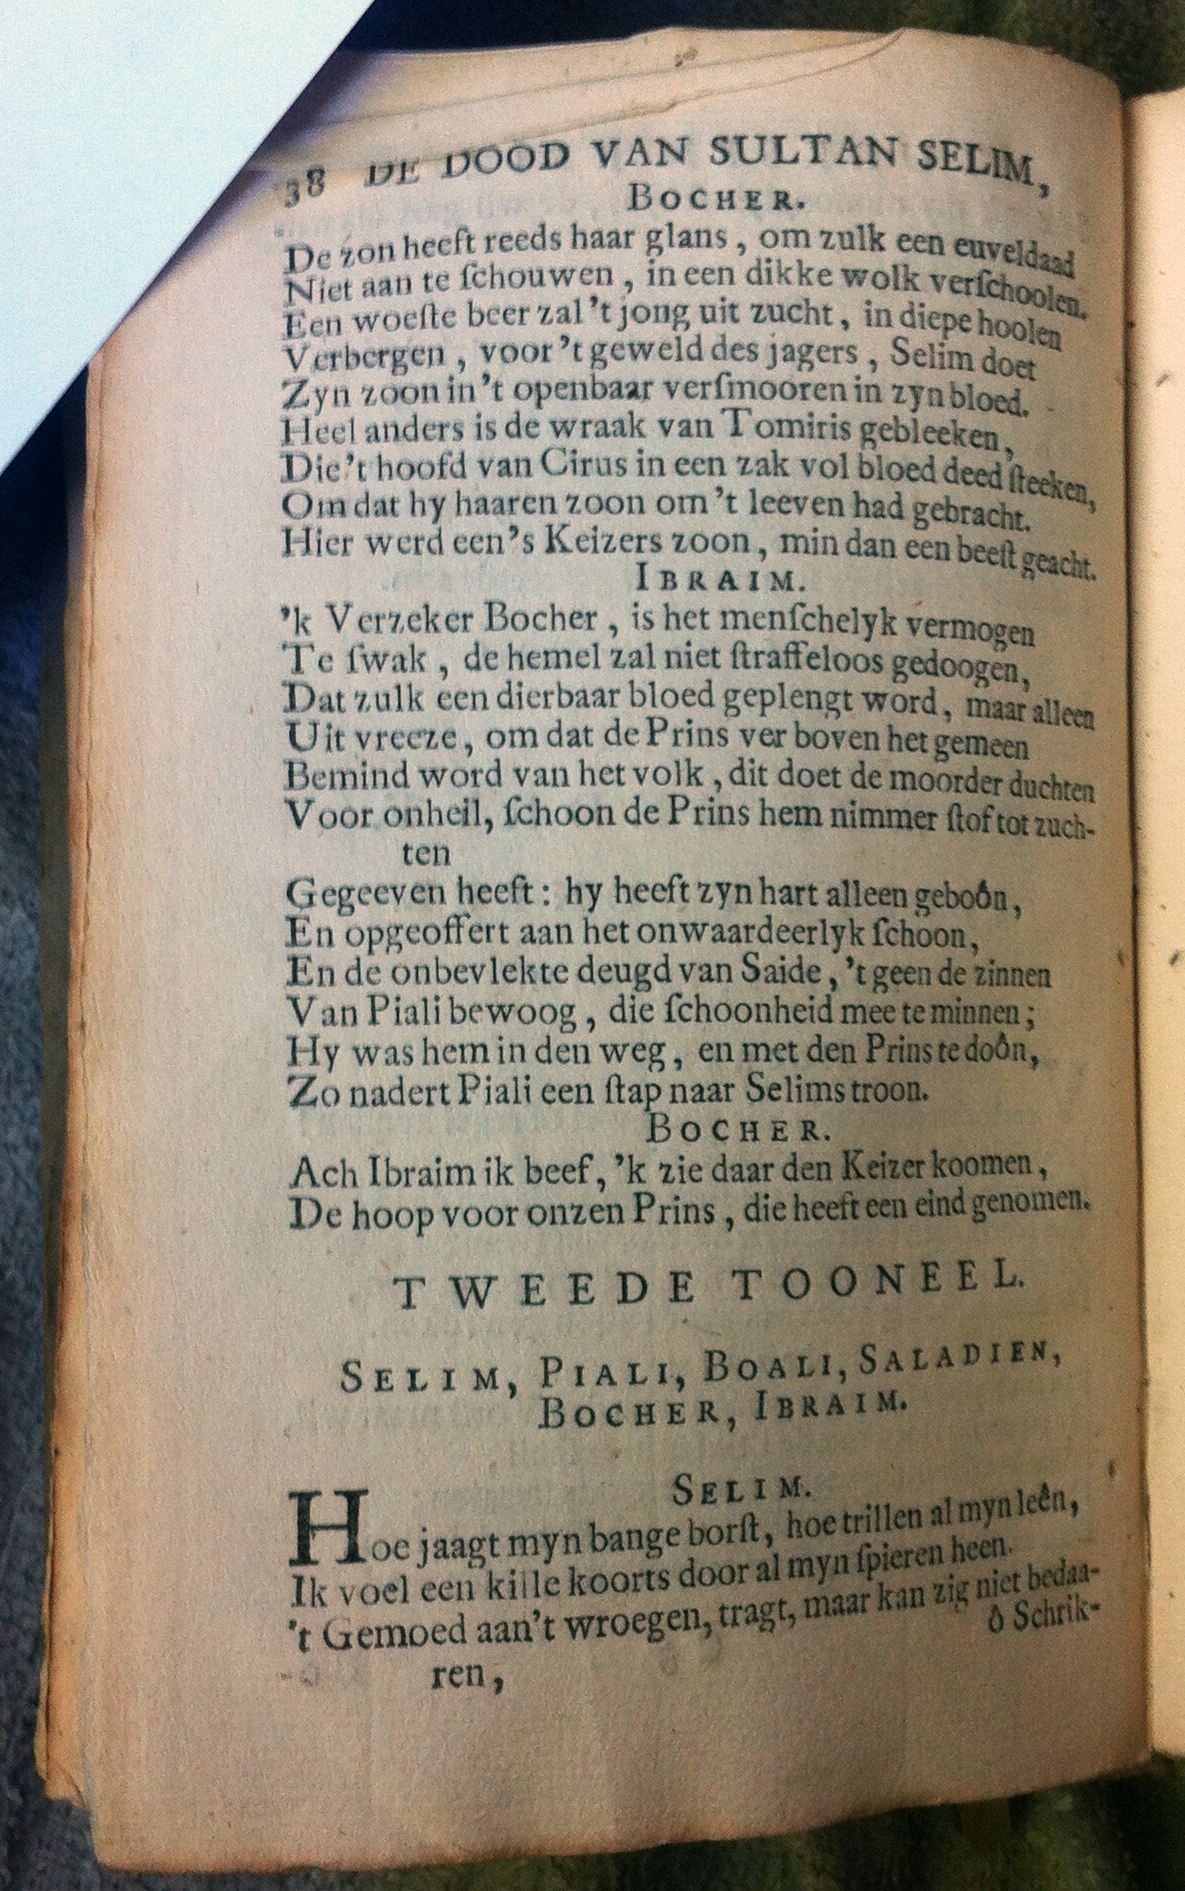 38 DE DOOD VAN SULTAN SELIM,
BOCHER.
De zon heeft reeds haar glans, om zulk een euveldaad
Niet aan te ſchouwen, in een dikke wolk verſchoolen.
Een woeſte beer zal 't jong uit zucht, in diepe hoolen
Verbergen, voor 't geweld des jagers, Selim doet
Zyn zoon in 't openbaar verſmooren in zyn bloed.
Heel anders is de wraak van Tomiris gebleeken,
Die 't hoofd van Cirus in een zak vol bloed deed ſteeken,
Om dat hy haaren zoon om 't leeven had gebracht.
Hier werd een 's Keizers zoon, min dan een beeſt geacht.
IBRAIM.
'k Verzeker Bocher, is het menſchelyk vermogen
Te ſwak, de hemel zal niet ſtraffeloos gedoogen,
Dat zulk een dierbaar bloed geplengt word, maar alleen
Uit vreeze, om dat de Prins ver boven het gemeen
Bemind word van het volk, dit doet de moorder duchten
Voor onheil, ſchoon de Prins hem nimmer ſtof tot zuch-
ten
Gegeeven heeft: hy heeft zyn hart alleen geboôn,
En opgeoffert aan het onwaardeerlyk ſchoon,
En de onbevlekte deugd van Saide, 't geen de zinnen
Van Piali bewoog, die ſchoonheid mee te minnen;
Hy was hem in den weg, en met den Prins te doôn,
Zo nadert Piali een ſtap naar Selims troon.
BOCHER.
Ach Ibraim ik beef, 'k zie daar den Keizer koomen,
De hoop voor onzen Prins, die heeft een eind genomen.
TWEEDE TOONEEL.
SELIM, PIALI, BOALI, SALADIEN,
BOCHER, IBRAIM.
SELIM.
Hoe jaagt myn bange borſt, hoe trillen al myn leên,
Ik voel een kille koorts door al myn ſpieren heen.
't Gemoed aan 't wroegen, tragt, maar kan zig niet bedaa-
ren,
ô Schrik-